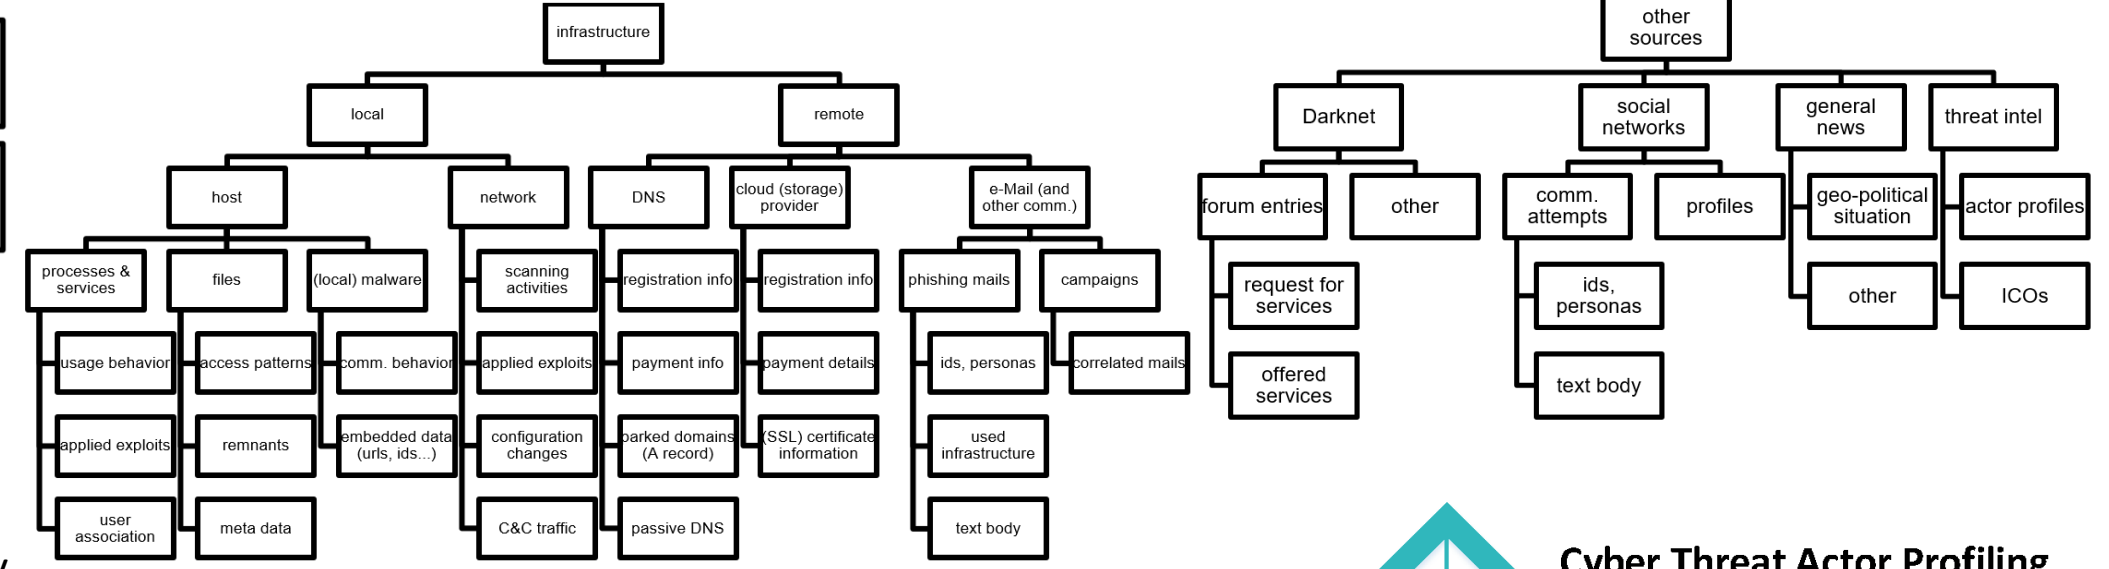 infrastructure
local
remote
host
network
DNS
cloud (storage)
provider
e-Mail (and
other comm.)
processes &
services
files
(local) malware
scanning
activities
registration info
registration info
phishing mails
campaigns
usage behavior
access patterns
comm. behavior
applied exploits
payment info
payment details
ids, personas
correlated mails
applied exploits
remnants
embedded data
(urls, ids...)
configuration
changes
parked domains
(A record)
(SSL) certificate
information
used
infrastructure
user
association
meta data
C&C traffic
passive DNS
text body
other
sources
Darknet
social
networks
general
news
threat intel
forum entries
other
comm.
attempts
profiles
geo-political
situation
actor profiles
request for
services
ids,
personas
other
ICOs
offered
services
text body
Cyber Threat Actor Profiling